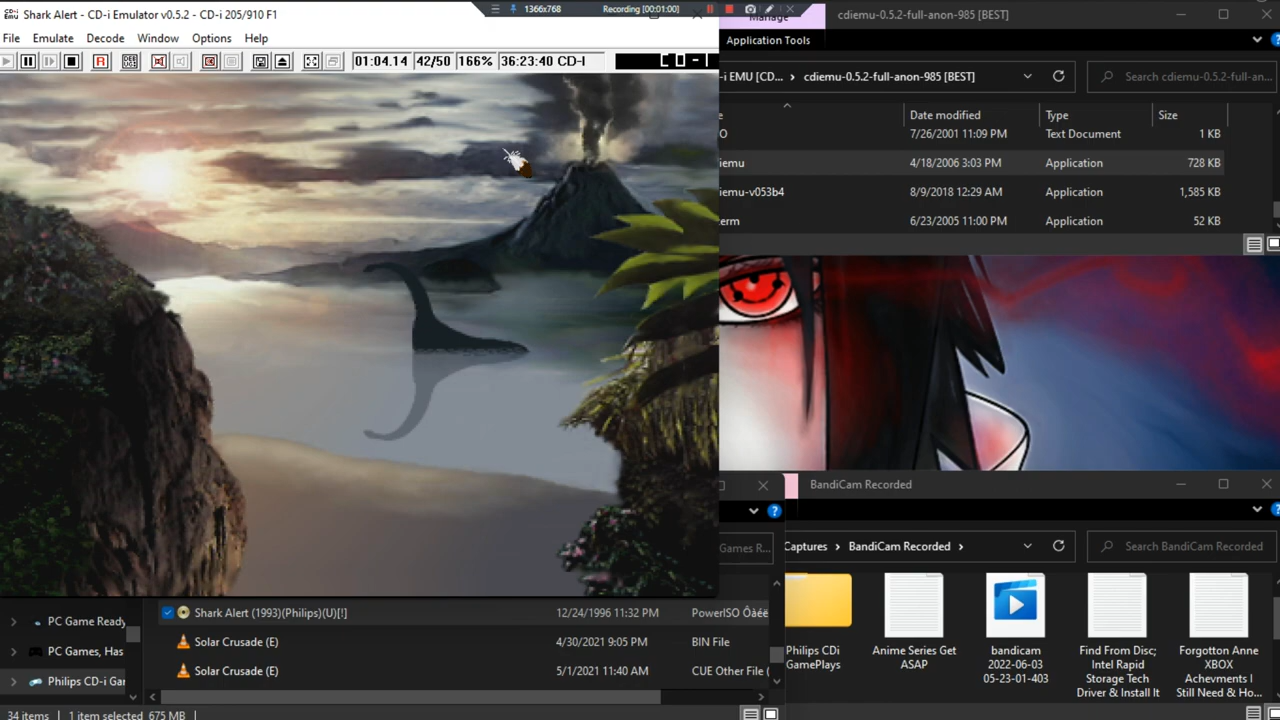 Shark Alert - CD-i Emulator v0.5.2 - CD-i 205/910 F1
1366x768
Recording [00:01:00]
File Emulate Decode Window Options Help
01:04.14 42/50 166% 36:23:40 CD-I
CD-I
Manage
cdiemu-0.5.2-full-anon-985 [BEST]
Application Tools
-i EMU [CD... › cdiemu-0.5.2-full-anon-985 [BEST]
Search cdiemu-0.5.2-full-an...
Date modified Type Size
O 7/26/2001 11:09 PM Text Document 1 KB
iemu 4/18/2006 3:03 PM Application 728 KB
iemu-v053b4 8/9/2018 12:29 AM Application 1,585 KB
erm 6/23/2005 11:00 PM Application 52 KB
BandiCam Recorded
Games R...
Captures › BandiCam Recorded ›
Search BandiCam Recorded
Philips CDi
GamePlays
Anime Series Get
ASAP
bandicam
2022-06-03
05-23-01-403
Find From Disc;
Intel Rapid
Storage Tech
Driver & Install It
Forgotton Anne
XBOX
Achevments I
Still Need & Ho...
PC Game Ready
PC Games, Has
Philips CD-i Gar
Shark Alert (1993)(Philips)(U)[!] 12/24/1996 11:32 PM PowerISO Ôàéë
Solar Crusade (E) 4/30/2021 9:05 PM BIN File
Solar Crusade (E) 5/1/2021 11:40 AM CUE Other File (
34 items 1 item selected 675 MB